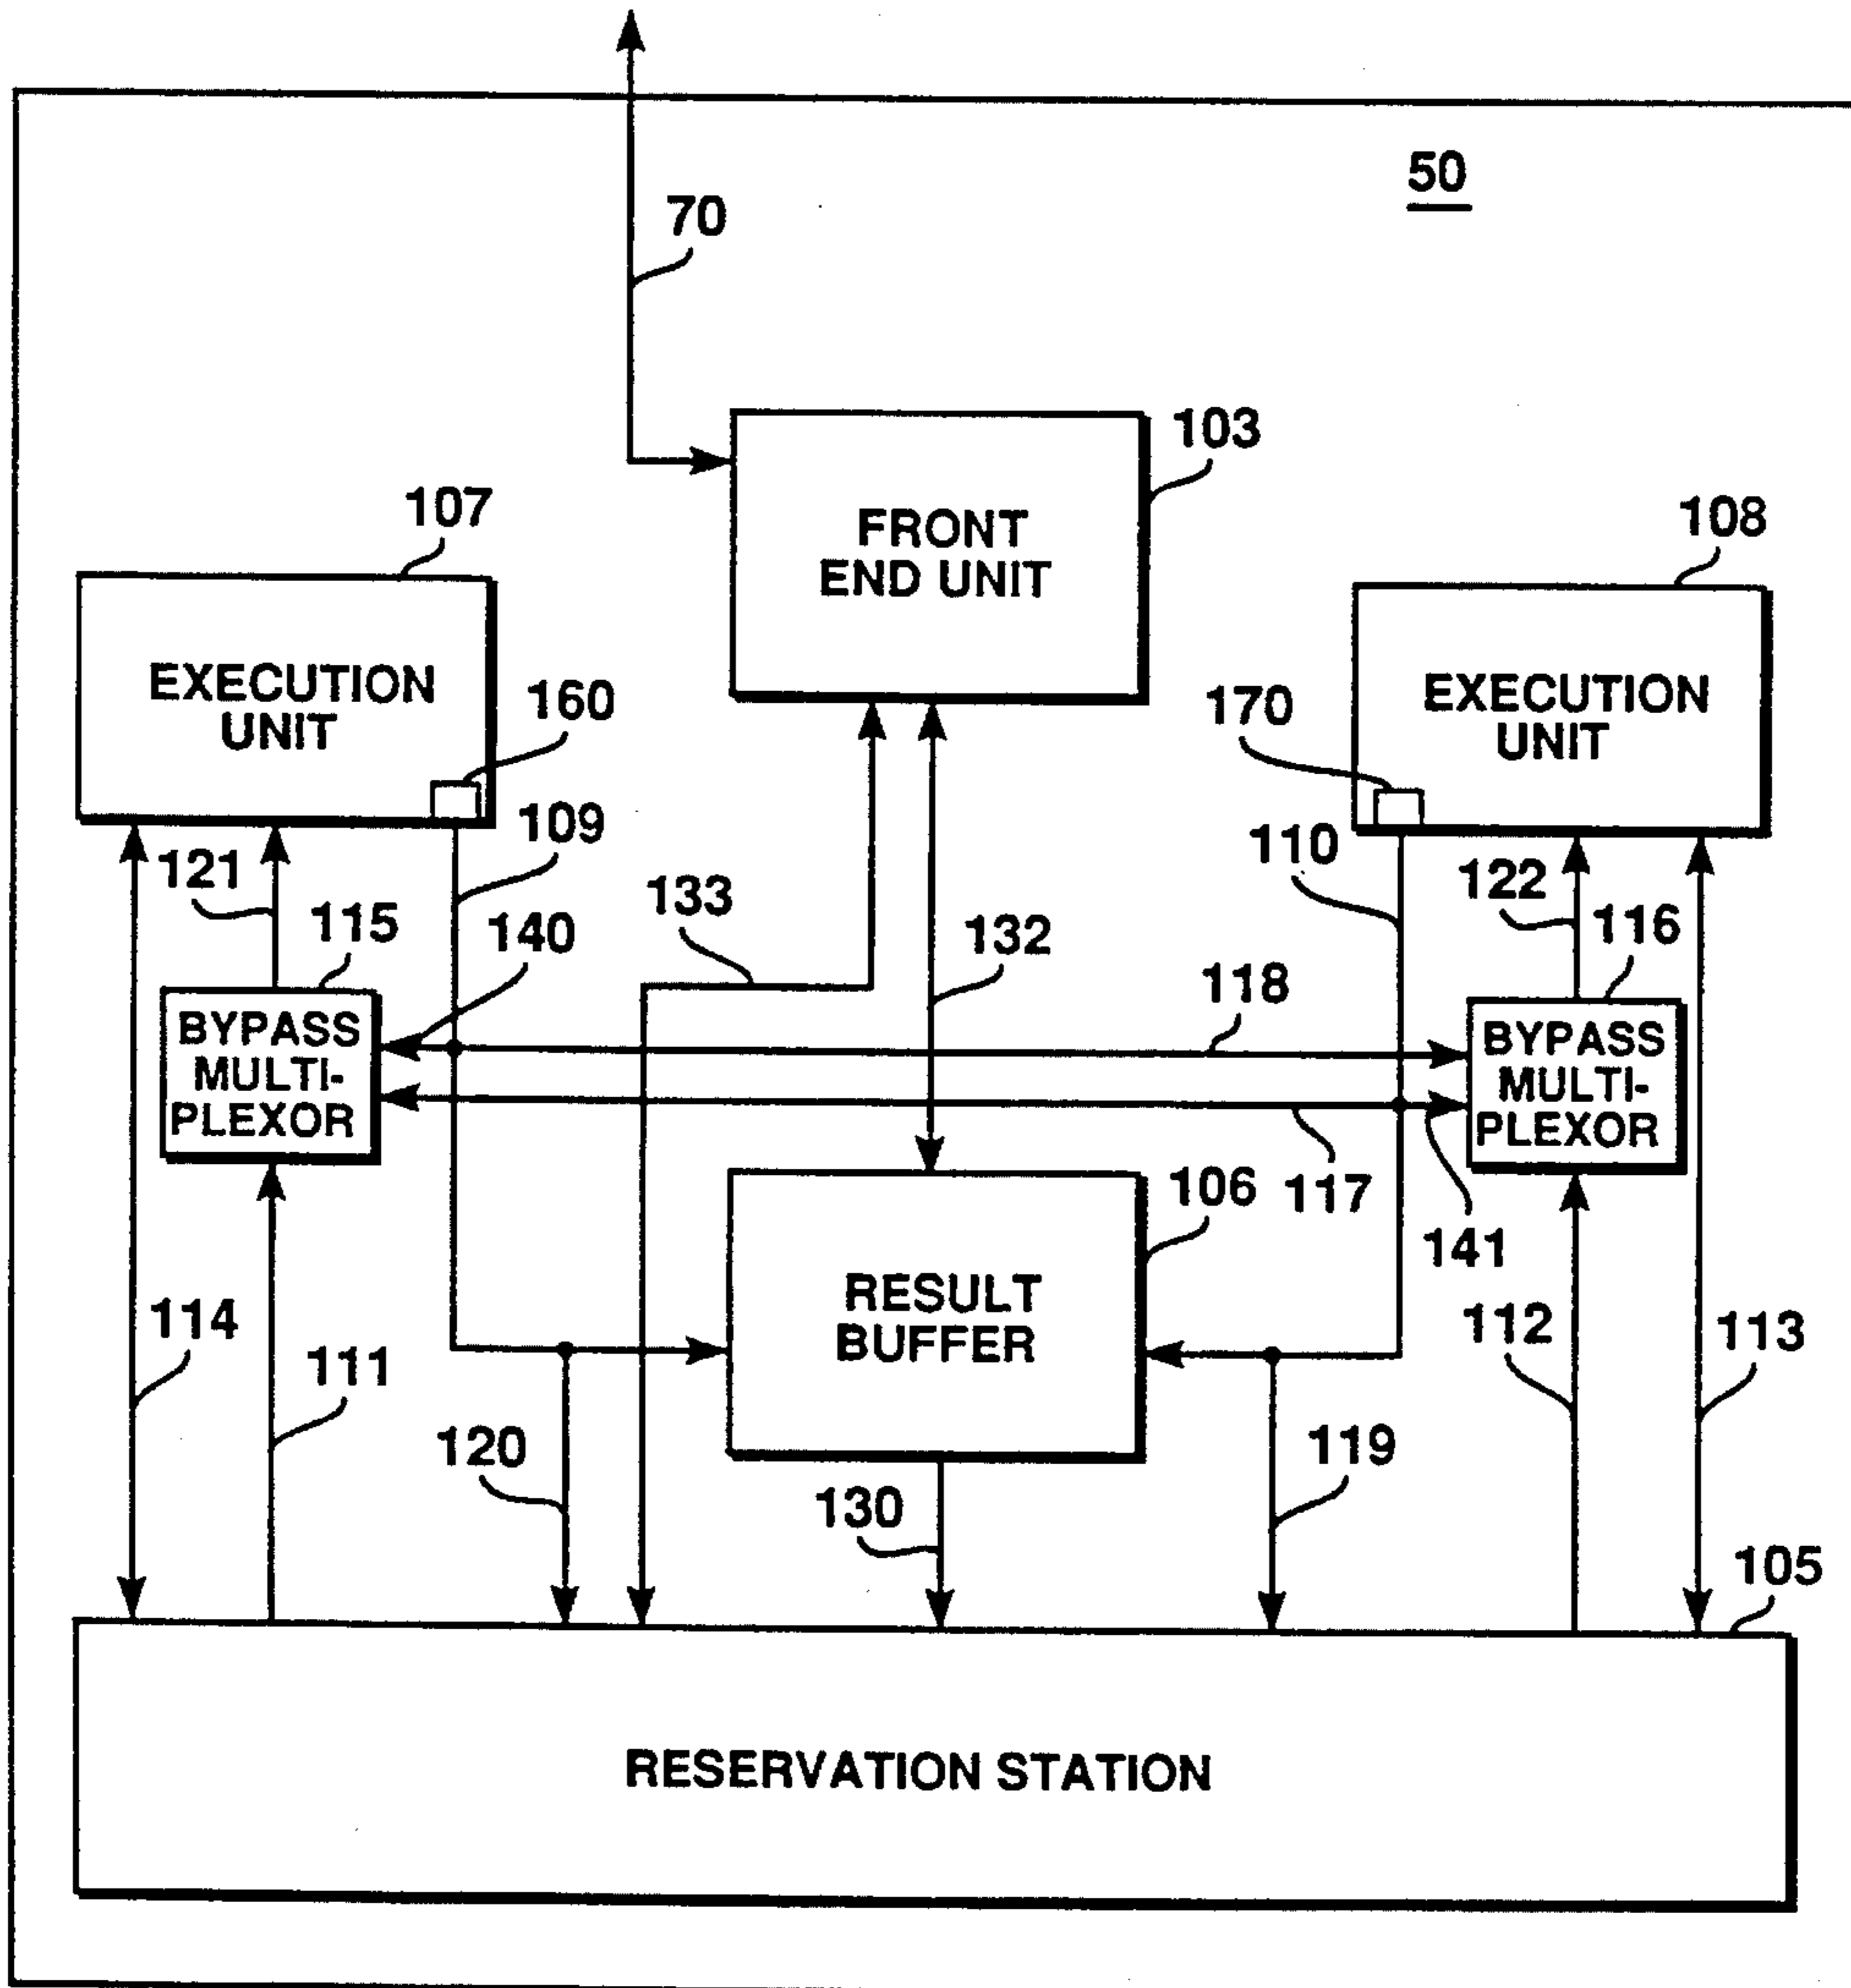 50
70
103
FRONT
END UNIT
107
EXECUTION
UNIT
160
108
EXECUTION
UNIT
170
109
110
121
122
115
116
140
133
132
118
BYPASS
MULTI-
PLEXOR
BYPASS
MULTI-
PLEXOR
117
141
106
RESULT
BUFFER
114
111
112
113
120
130
119
105
RESERVATION STATION